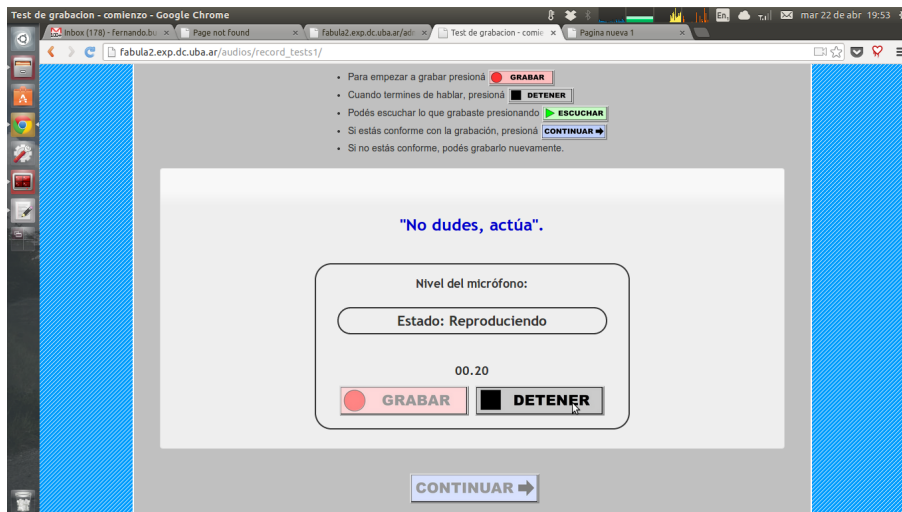 Test de grabacion - comienzo - Google Chrome
En
mar 22 de abr 19:53
Inbox (178) - fernando.bu
Page not found
fabula2.exp.dc.uba.ar/adm
Test de grabacion - comie
Pagina nueva 1
fabula2.exp.dc.uba.ar/audios/record_tests1/
Para empezar a grabar presioná GRABAR
Cuando termines de hablar, presioná DETENER
Podés escuchar lo que grabaste presionando ESCUCHAR
Si estás conforme con la grabación, presioná CONTINUAR
Si no estás conforme, podés grabarlo nuevamente.
"No dudes, actúa".
Nivel del micrófono:
Estado: Reproduciendo
00.20
GRABAR DETENER
CONTINUAR